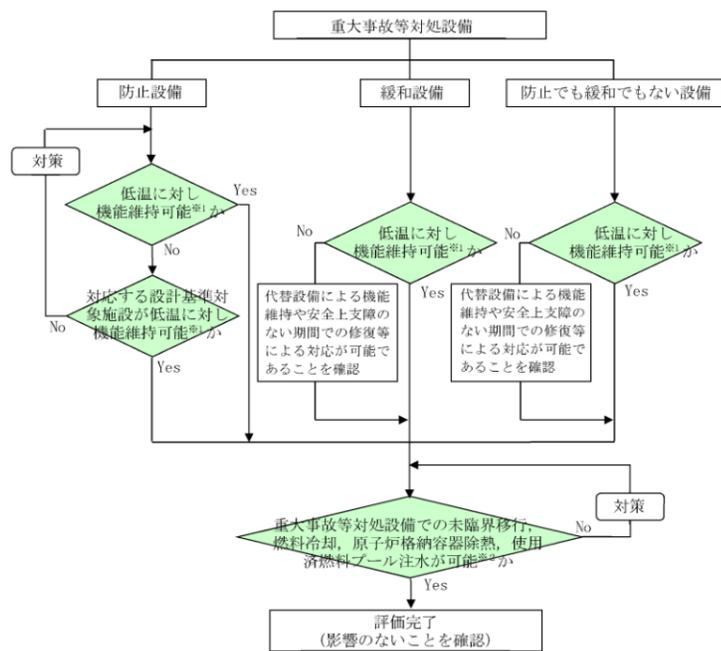 重大事故等対処設備
防止設備
緩和設備
防止でも緩和でもない設備
対策
低温に対し
機能維持可能※1か
Yes
No
対応する設計基準対
象施設が低温に対し
機能維持可能※1か
No
Yes
低温に対し
機能維持可能※1か
No
Yes
代替設備による機能
維持や安全上支障の
ない期間での修復等
による対応が可能で
あることを確認
低温に対し
機能維持可能※1か
No
Yes
代替設備による機能
維持や安全上支障の
ない期間での修復等
による対応が可能で
あることを確認
対策
重大事故等対処設備での未臨界移行，
燃料冷却，原子炉格納容器除熱，使用
済燃料プール注水が可能※2か
No
Yes
評価完了
(影響のないことを確認)